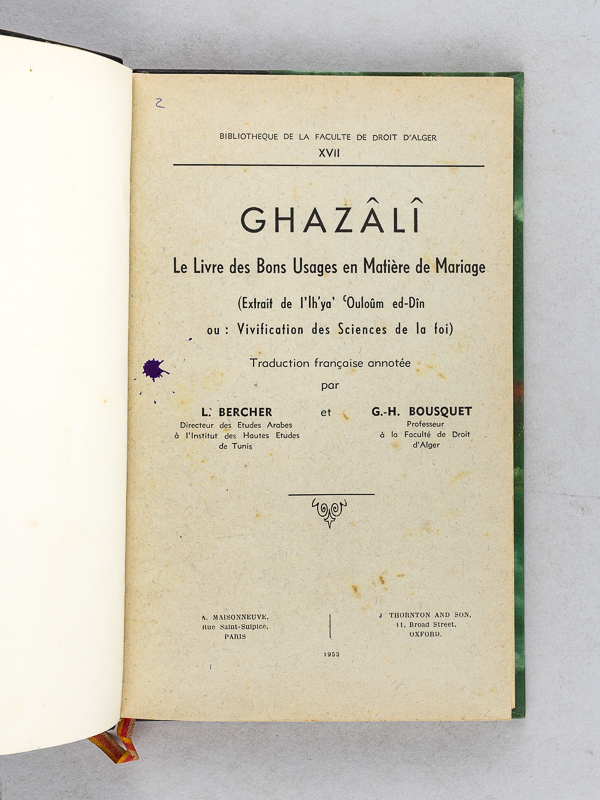 2
BIBLIOTHEQUE DE LA FACULTE DE DROIT D'ALGER
XVII
GHAZÂLÎ
Le Livre des Bons Usages en Matière de Mariage
(Extrait de l'Ih'ya' ʿOuloûm ed-Dîn
ou : Vivification des Sciences de la foi)
Traduction française annotée
par
L. BERCHER et G.-H. BOUSQUET
Directeur des Etudes Arabes
à l'Institut des Hautes Etudes
de Tunis
Professeur
à la Faculté de Droit
d'Alger
A. MAISONNEUVE,
Rue Saint-Sulpice,
PARIS
J. THORNTON AND SON,
11, Broad Street,
OXFORD.
1953